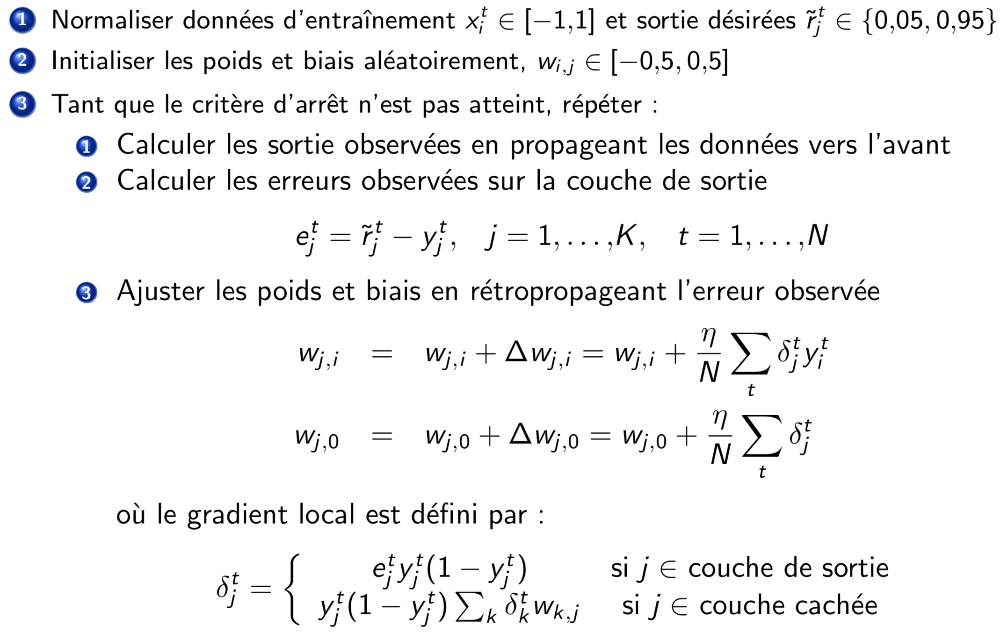 1 Normaliser données d'entraînement $x_i^t \in [-1,1]$ et sortie désirées $\tilde{r}_j^t \in \{0{,}05, 0{,}95\}$
2 Initialiser les poids et biais aléatoirement, $w_{i,j} \in [-0{,}5, 0{,}5]$
3 Tant que le critère d'arrêt n'est pas atteint, répéter :
1 Calculer les sortie observées en propageant les données vers l'avant
2 Calculer les erreurs observées sur la couche de sortie
$e_j^t = \tilde{r}_j^t - y_j^t, \quad j = 1,\ldots,K, \quad t = 1,\ldots,N$
3 Ajuster les poids et biais en rétropropageant l'erreur observée
$w_{j,i} = w_{j,i} + \Delta w_{j,i} = w_{j,i} + \frac{\eta}{N} \sum_t \delta_j^t y_i^t$
$w_{j,0} = w_{j,0} + \Delta w_{j,0} = w_{j,0} + \frac{\eta}{N} \sum_t \delta_j^t$
où le gradient local est défini par :
$\delta_j^t = \begin{cases} e_j^t y_j^t (1 - y_j^t) & \text{si } j \in \text{couche de sortie} \\ y_j^t (1 - y_j^t) \sum_k \delta_k^t w_{k,j} & \text{si } j \in \text{couche cachée} \end{cases}$